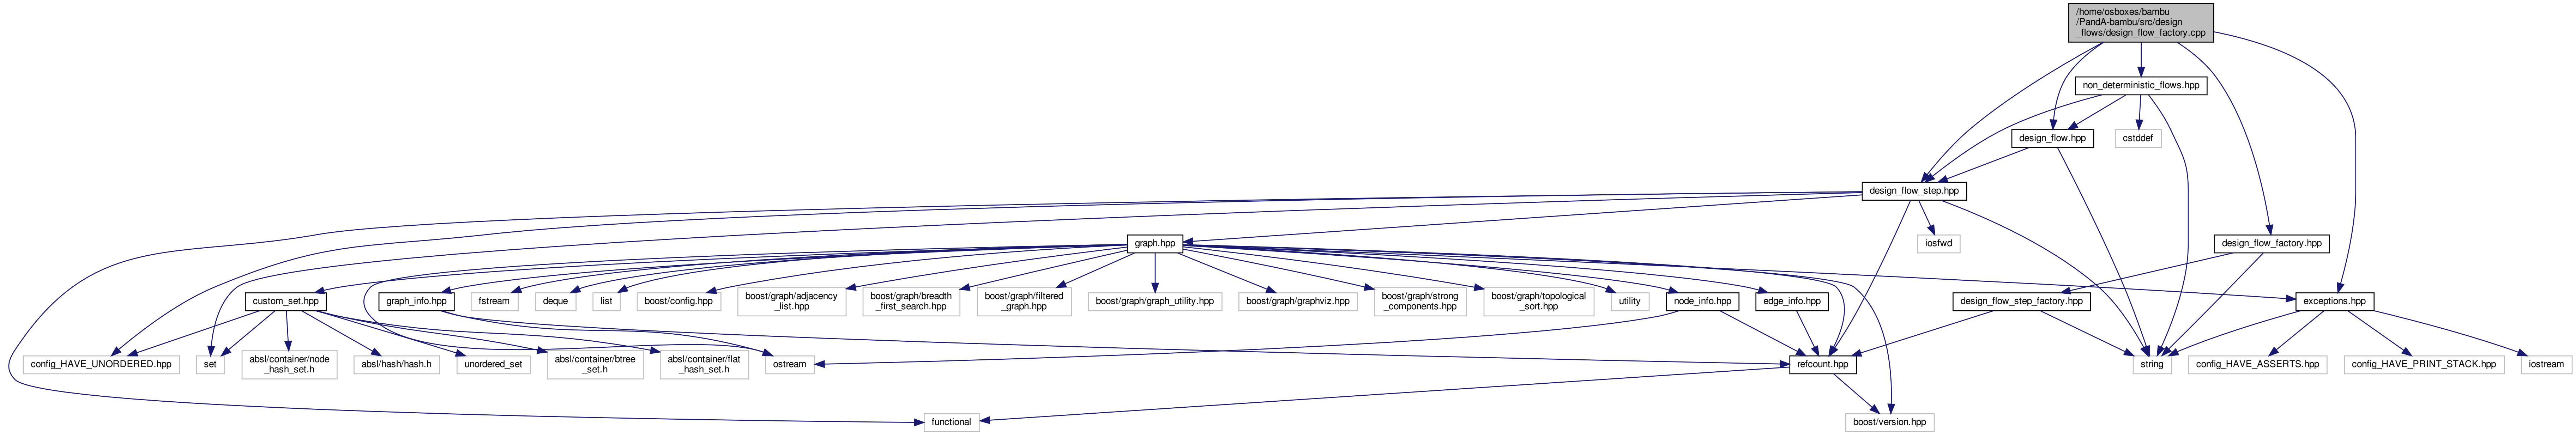 /home/osboxes/bambu
/PandA-bambu/src/design
_flows/design_flow_factory.cpp
non_deterministic_flows.hpp
design_flow.hpp
cstddef
design_flow_step.hpp
graph.hpp
iosfwd
design_flow_factory.hpp
custom_set.hpp
graph_info.hpp
fstream
deque
list
boost/config.hpp
boost/graph/adjacency
_list.hpp
boost/graph/breadth
_first_search.hpp
boost/graph/filtered
_graph.hpp
boost/graph/graph_utility.hpp
boost/graph/graphviz.hpp
boost/graph/strong
_components.hpp
boost/graph/topological
_sort.hpp
utility
node_info.hpp
edge_info.hpp
design_flow_step_factory.hpp
exceptions.hpp
config_HAVE_UNORDERED.hpp
set
absl/container/node
_hash_set.h
absl/hash/hash.h
unordered_set
absl/container/btree
_set.h
absl/container/flat
_hash_set.h
ostream
refcount.hpp
string
config_HAVE_ASSERTS.hpp
config_HAVE_PRINT_STACK.hpp
iostream
functional
boost/version.hpp